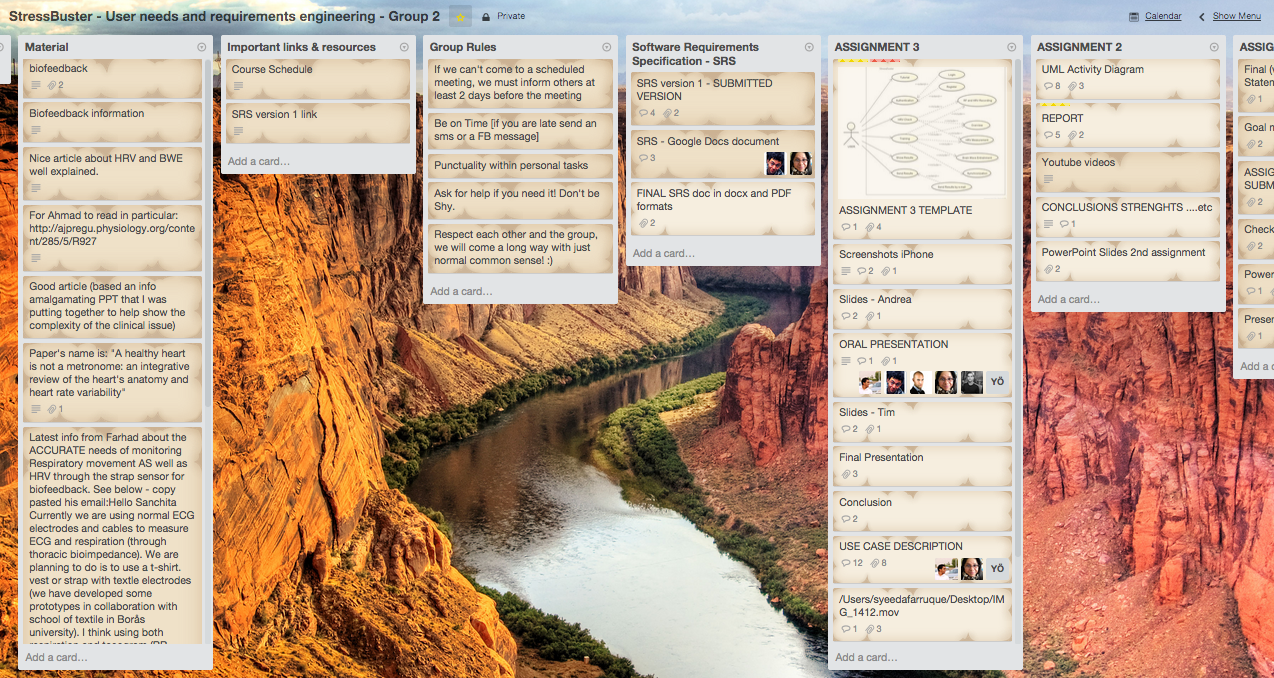 StressBuster - User needs and requirements engineering - Group 2
Private
Calendar
Show Menu
Material
biofeedback
2
Biofeedback information
Nice article about HRV and BWE
well explained.
For Ahmad to read in particular:
http://ajpregu.physiology.org/conte
nt/285/5/R927
Good article (based an info
amalgamating PPT that I was
putting together to help show the
complexity of the clinical issue)
Paper's name is: "A healthy heart
is not a metronome: an integrative
review of the heart's anatomy and
heart rate variability"
1
Latest info from Farhad about the
ACCURATE needs of monitoring
Respiratory movement AS well as
HRV through the strap sensor for
biofeedback. See below - copy
pasted his email:Hello Sanchita
Currently we are using normal ECG
electrodes and cables to measure
ECG and respiration (through
thoracic bioimpedance). We are
planning to do is to use a t-shirt.
vest or strap with textle electrodes
(we have developed some
prototypes in collaboration with
school of textile in Borås
university). I think using both
Add a card…
Important links & resources
Course Schedule
SRS version 1 link
Add a card…
Group Rules
If we can't come to a scheduled
meeting, we must inform others at
least 2 days before the meeting
Be on Time [if you are late send an
sms or a FB message]
Punctuality within personal tasks
Ask for help if you need it! Don't be
Shy.
Respect each other and the group,
we will come a long way with just
normal common sense! :)
Add a card…
Software Requirements
Specification - SRS
SRS version 1 - SUBMITTED
VERSION
4 2
SRS - Google Docs document
3
FINAL SRS doc in docx and PDF
formats
2
Add a card…
ASSIGNMENT 3
ASSIGNMENT 3 TEMPLATE
1 4
Screenshots iPhone
2 1
Slides - Andrea
2 1
ORAL PRESENTATION
1 1
YÖ
Slides - Tim
2 1
Final Presentation
3
Conclusion
2
USE CASE DESCRIPTION
12 8
YÖ
/Users/syeedafarruque/Desktop/IM
G_1412.mov
1 3
Add a card…
ASSIGNMENT 2
UML Activity Diagram
8 3
REPORT
5 2
Youtube videos
CONCLUSIONS STRENGHTS ....etc
1
PowerPoint Slides 2nd assignment
2
Add a card…
ASSIG
Final (
Statem
1
Goal m
2
ASSIG
SUBM
2
Check
2
Power
1
Presen
1
Add a c